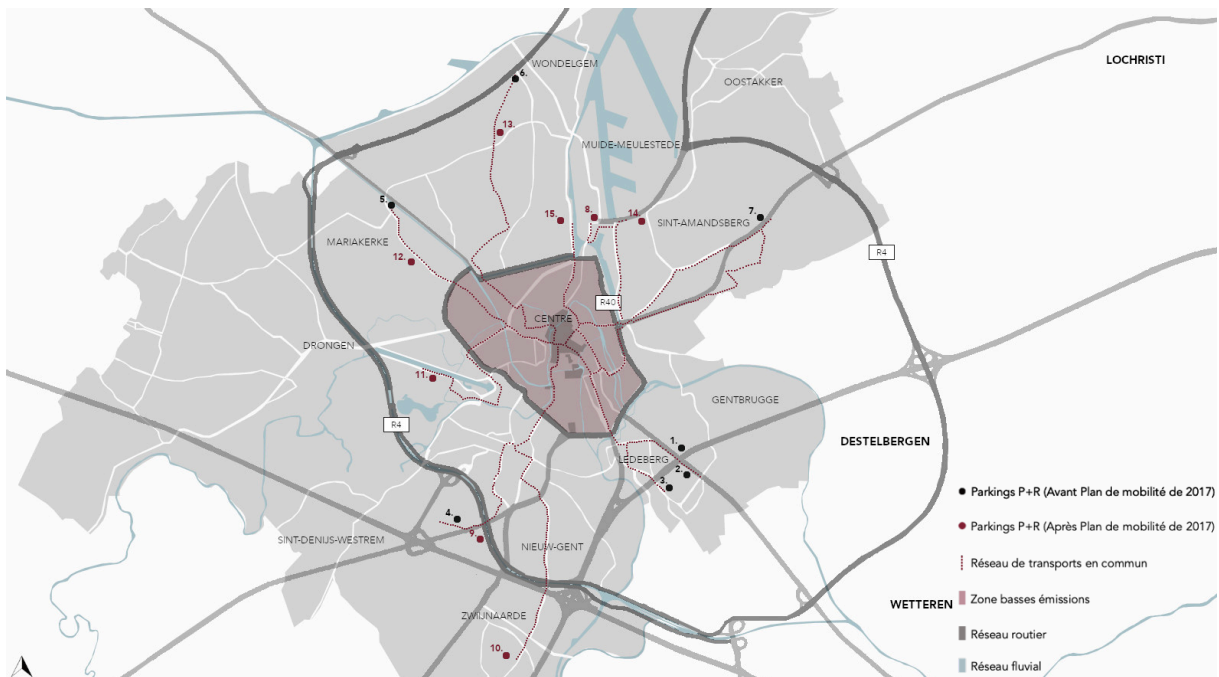 WONDELGEM
LOCHRISTI
6.
OOSTAKKER
13.
MUIDE-MEULESTEDE
5.
15.
8.
14.
SINT-AMANDSBERG
7.
MARIAKERKE
12.
R4
R40
CENTRE
DRONGEN
11.
GENTBRUGGE
R4
DESTELBERGEN
1.
LEDEBERG
2.
3.
Parkings P+R (Avant Plan de mobilité de 2017)
4.
Parkings P+R (Après Plan de mobilité de 2017)
SINT-DENIJS-WESTREM
9.
NIEUW-GENT
Réseau de transports en commun
WETTEREN
Zone basses émissions
ZWIJNAARDE
Réseau routier
10.
Réseau fluvial